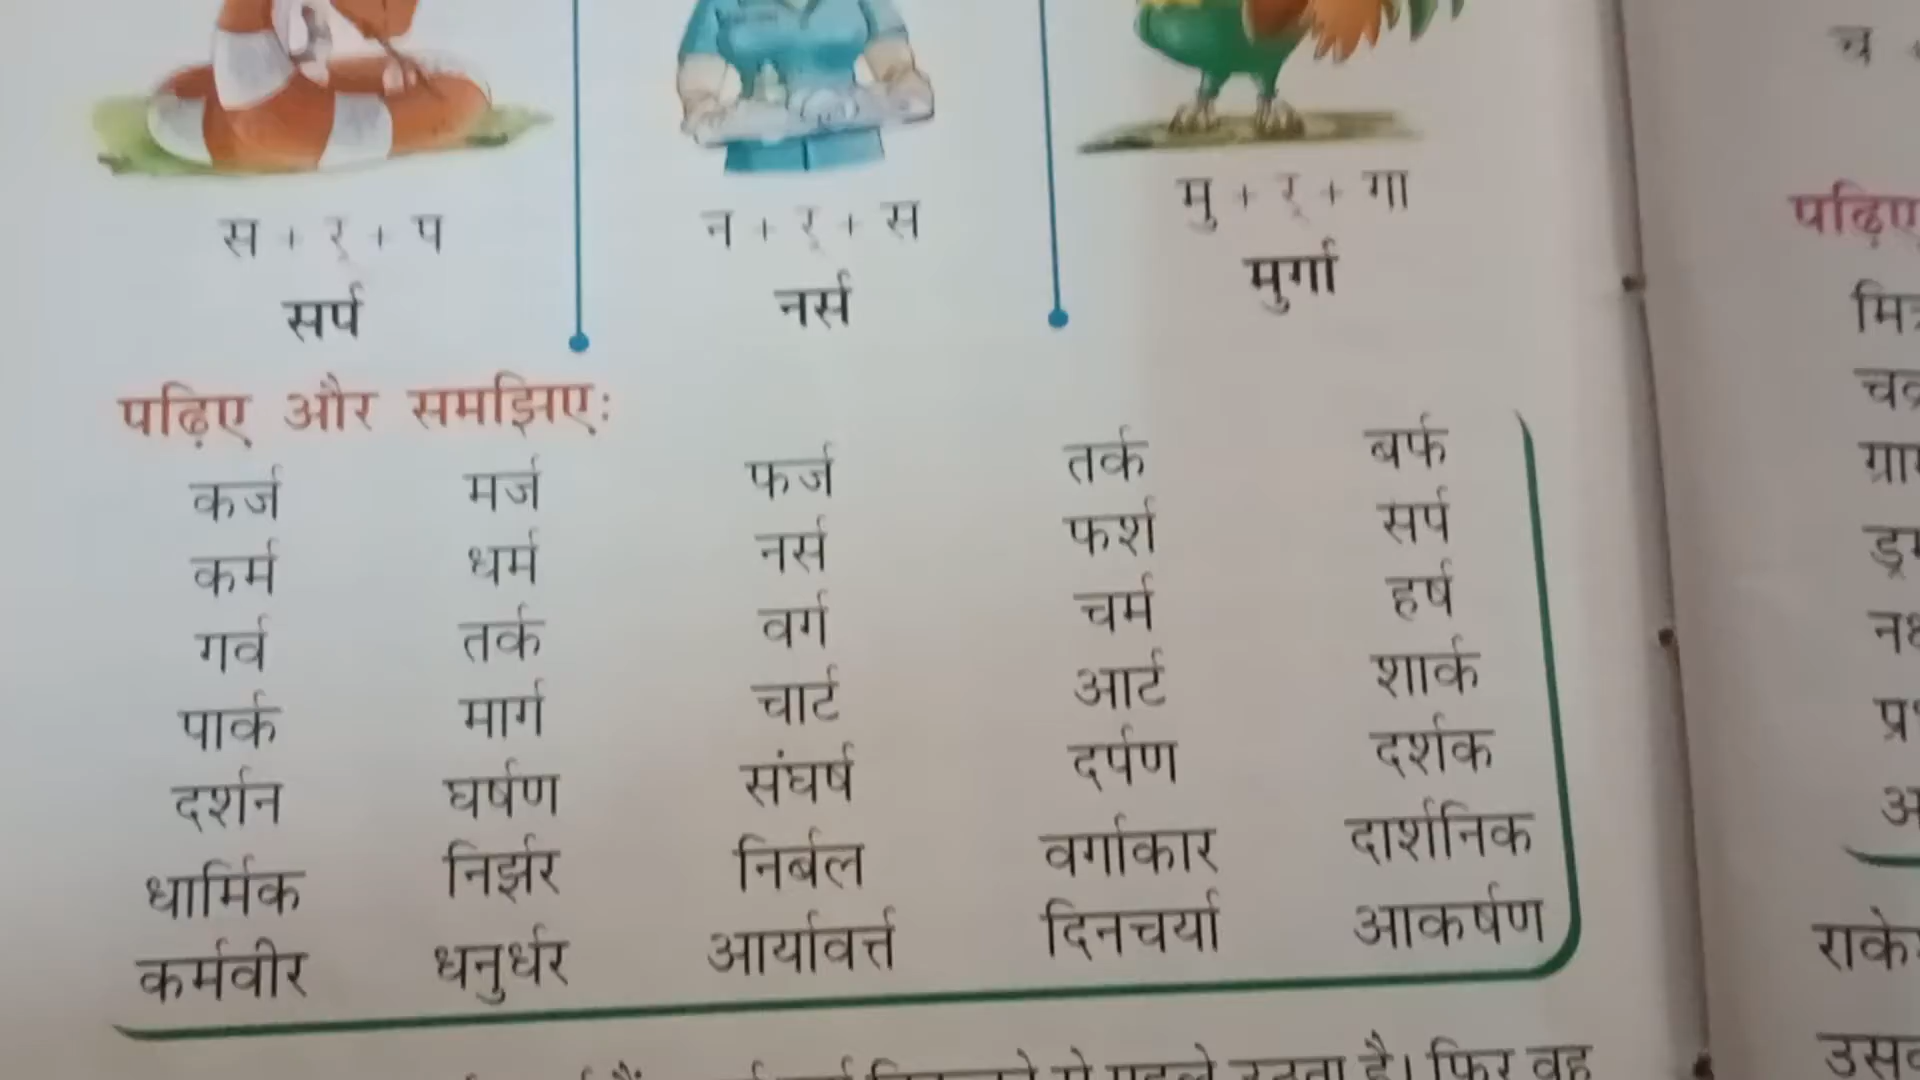 स + र् + प    न + र् + स    मु + र् + गा
सर्प    नर्स    मुर्गा
पढ़िए और समझिए:
कर्ज    मर्ज    फर्ज    तर्क    बर्फ
कर्म    धर्म    नर्स    फर्श    सर्प
गर्व    तर्क    वर्ग    चर्म    हर्ष
पार्क    मार्ग    चार्ट    आर्ट    शार्क
दर्शन    घर्षण    संघर्ष    दर्पण    दर्शक
धार्मिक    निर्झर    निर्बल    वर्गाकार    दार्शनिक
कर्मवीर    धनुर्धर    आर्यावर्त्त    दिनचर्या    आकर्षण
है। फिर वह
च
पढ़िए